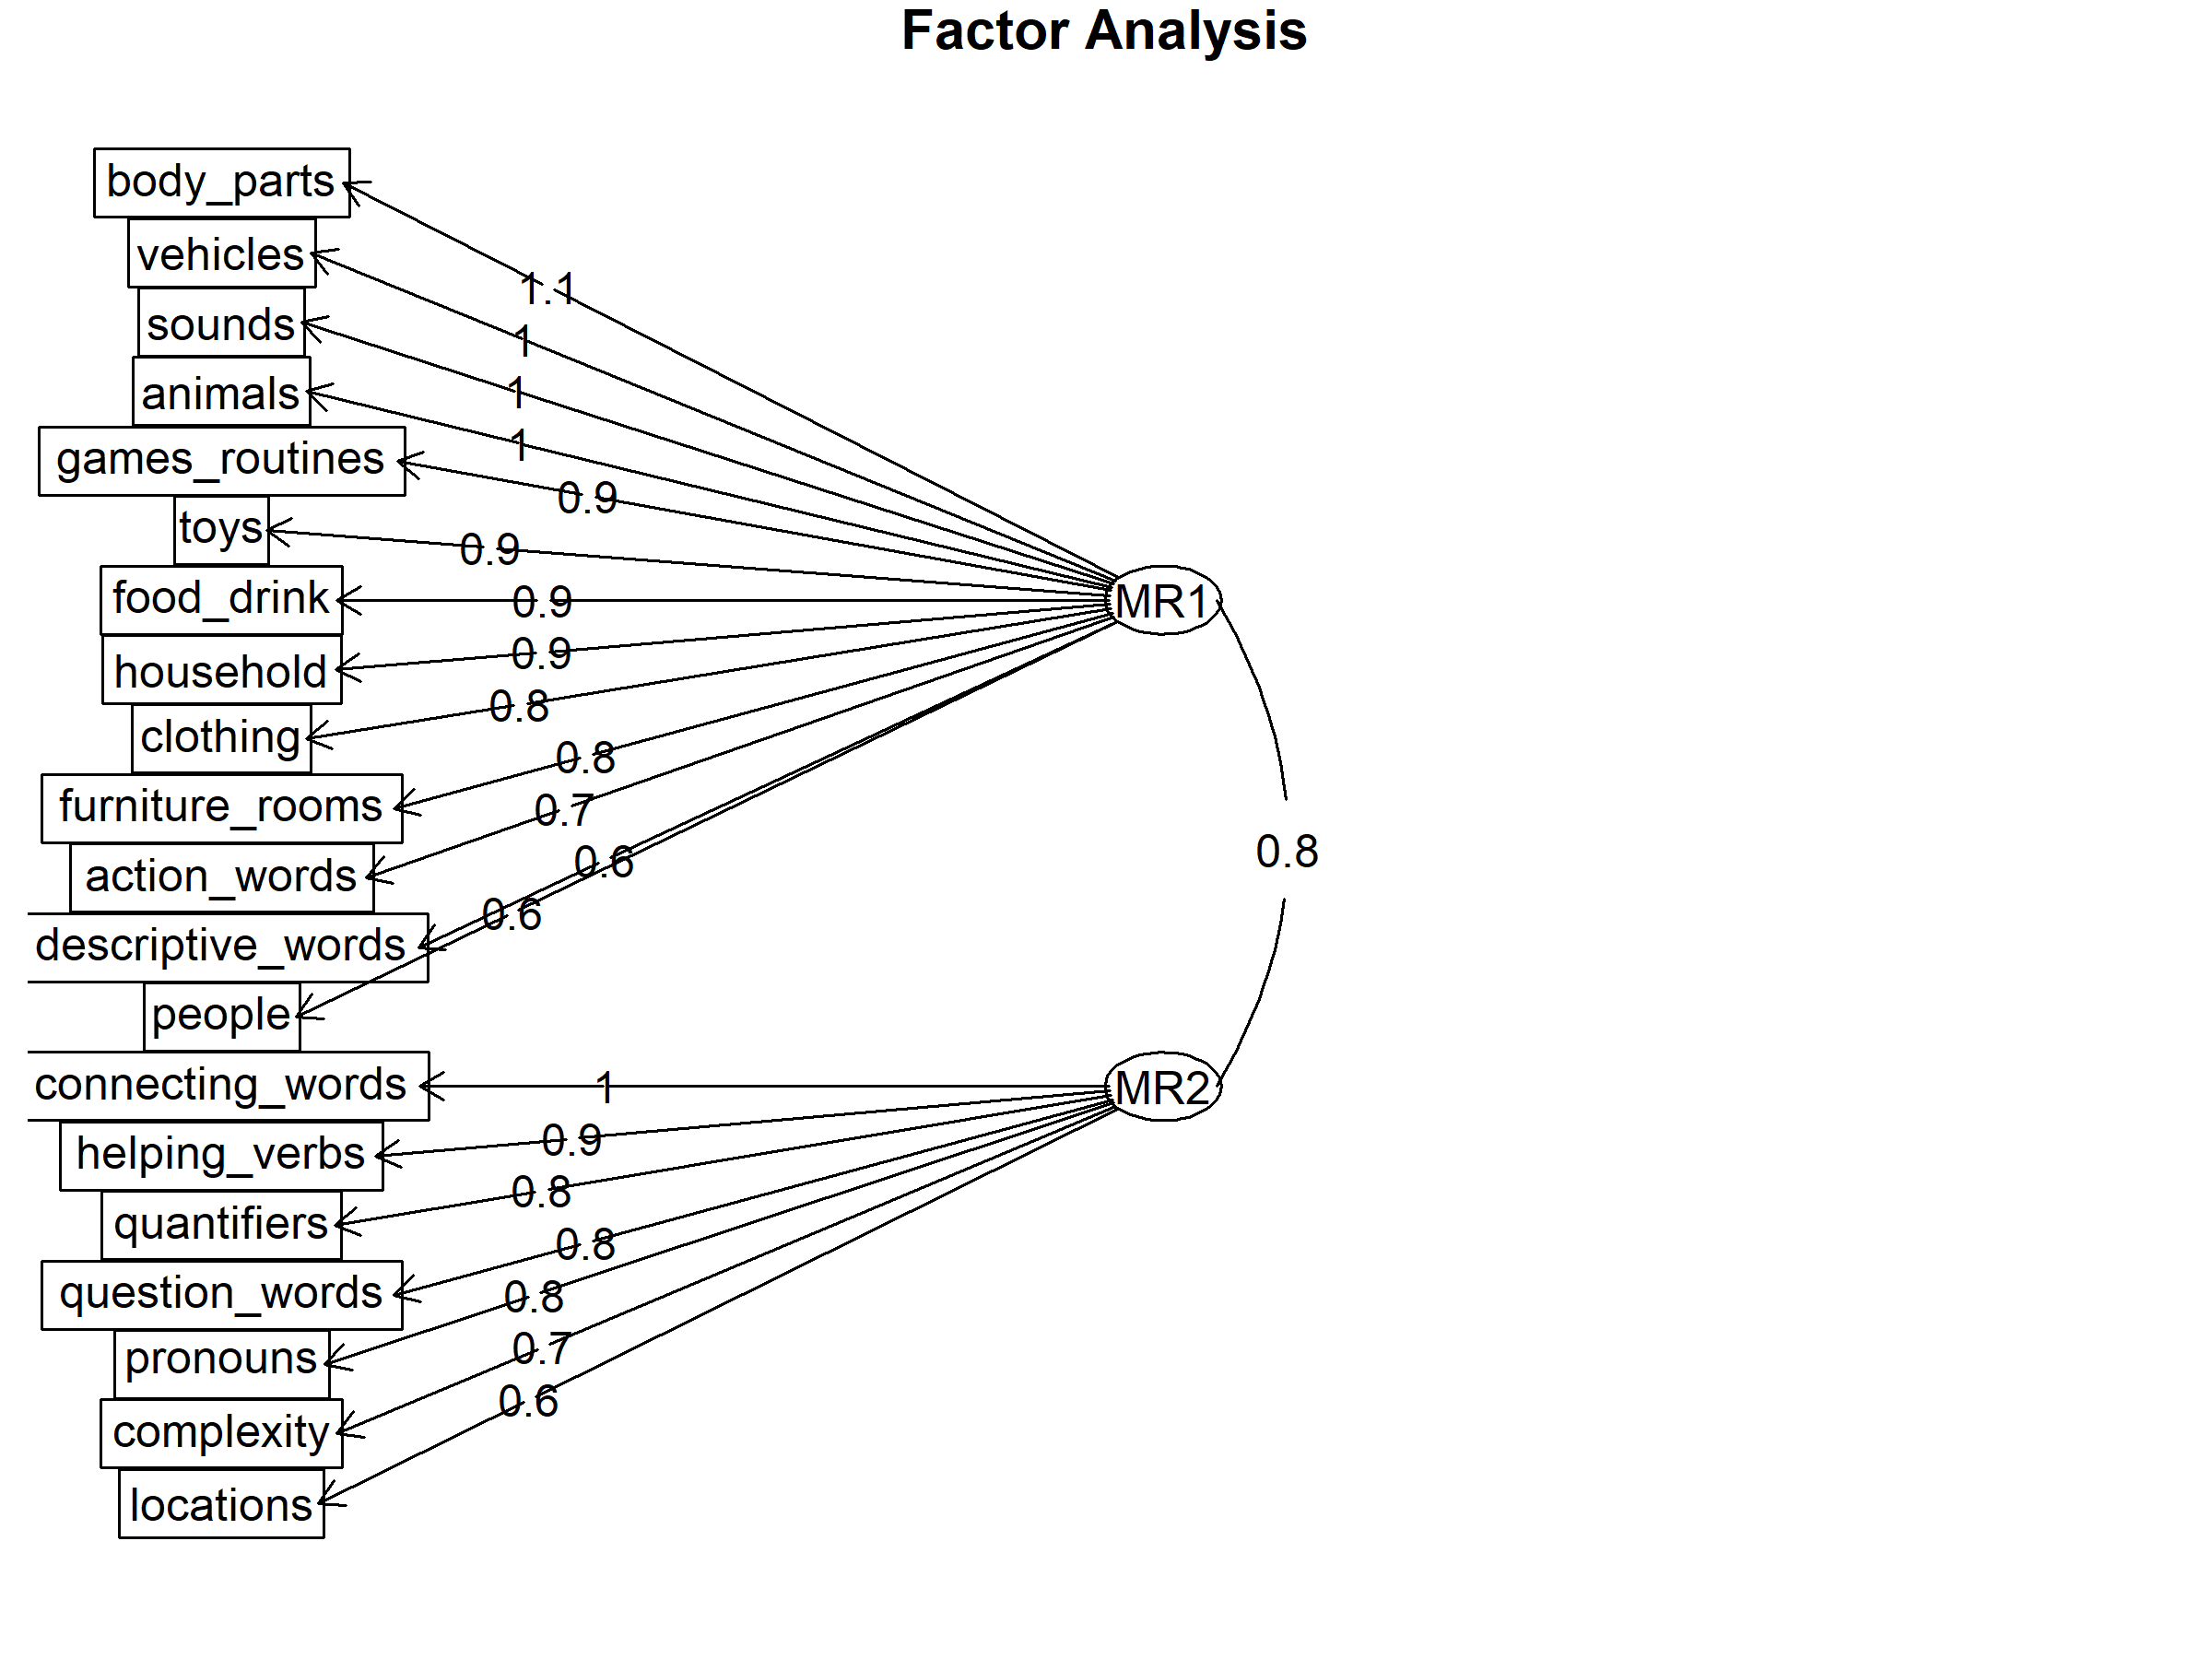 Factor Analysis
body_parts
vehicles
sounds
animals
games_routines
toys
food_drink
household
clothing
furniture_rooms
action_words
descriptive_words
people
connecting_words
helping_verbs
quantifiers
question_words
pronouns
complexity
locations
1.1
1
1
1
0.9
0.9
0.9
0.9
0.8
0.8
0.7
0.6
0.6
1
0.9
0.8
0.8
0.8
0.7
0.6
MR1
0.8
MR2